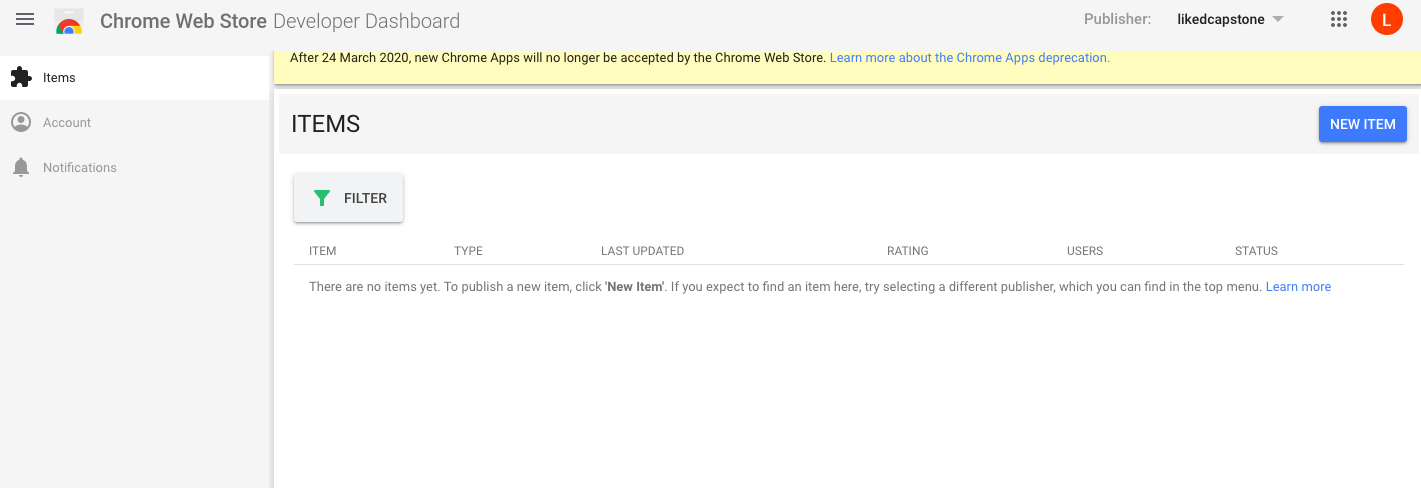 Chrome Web Store Developer Dashboard
Publisher: likedcapstone
L
After 24 March 2020, new Chrome Apps will no longer be accepted by the Chrome Web Store. Learn more about the Chrome Apps deprecation.
Items
Account
Notifications
ITEMS
NEW ITEM
FILTER
ITEM TYPE LAST UPDATED RATING USERS STATUS
There are no items yet. To publish a new item, click 'New Item'. If you expect to find an item here, try selecting a different publisher, which you can find in the top menu. Learn more